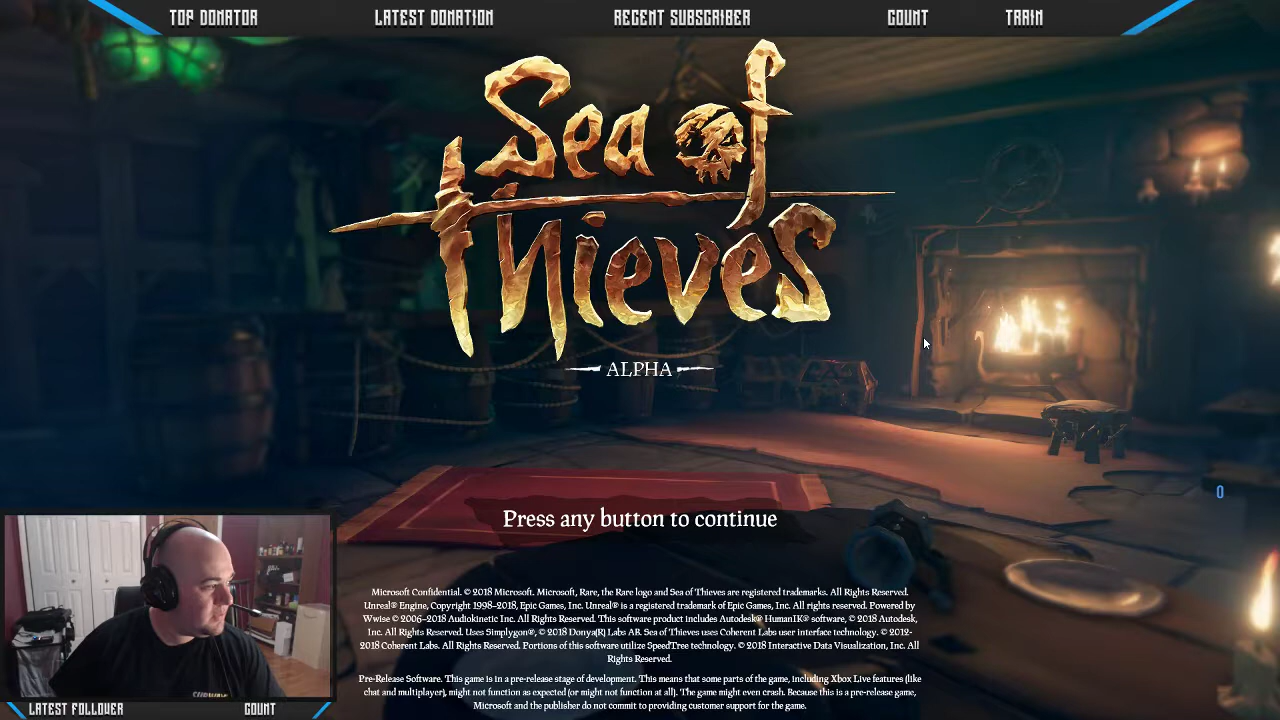 TOP DONATOR LATEST DONATION RECENT SUBSCRIBER COUNT TRAIN
Sea of
Thieves
ALPHA
0
Press any button to continue
Microsoft Confidential. © 2018 Microsoft. Microsoft, Rare, the Rare logo and Sea of Thieves are registered trademarks. All Rights Reserved.
Unreal® Engine, Copyright 1998-2018, Epic Games, Inc. Unreal® is a registered trademark of Epic Games, Inc. All rights reserved. Powered by
Wwise © 2006-2018 Audiokinetic Inc. All Rights Reserved. This software product includes Autodesk® HumanIK® software, © 2018 Autodesk,
Inc. All Rights Reserved. Uses Simplygon®, © 2018 Donya(R) Labs AB. Sea of Thieves uses Coherent Labs user interface technology. © 2012-
2018 Coherent Labs. All Rights Reserved. Portions of this software utilize SpeedTree technology. © 2018 Interactive Data Visualization, Inc. All
Rights Reserved.
Pre-Release Software. This game is in a pre-release stage of development. This means that some parts of the game, including Xbox Live features (like
chat and multiplayer), might not function as expected (or might not function at all). The game might even crash. Because this is a pre-release game,
Microsoft and the publisher do not commit to providing customer support for the game.
LATEST FOLLOWER COUNT